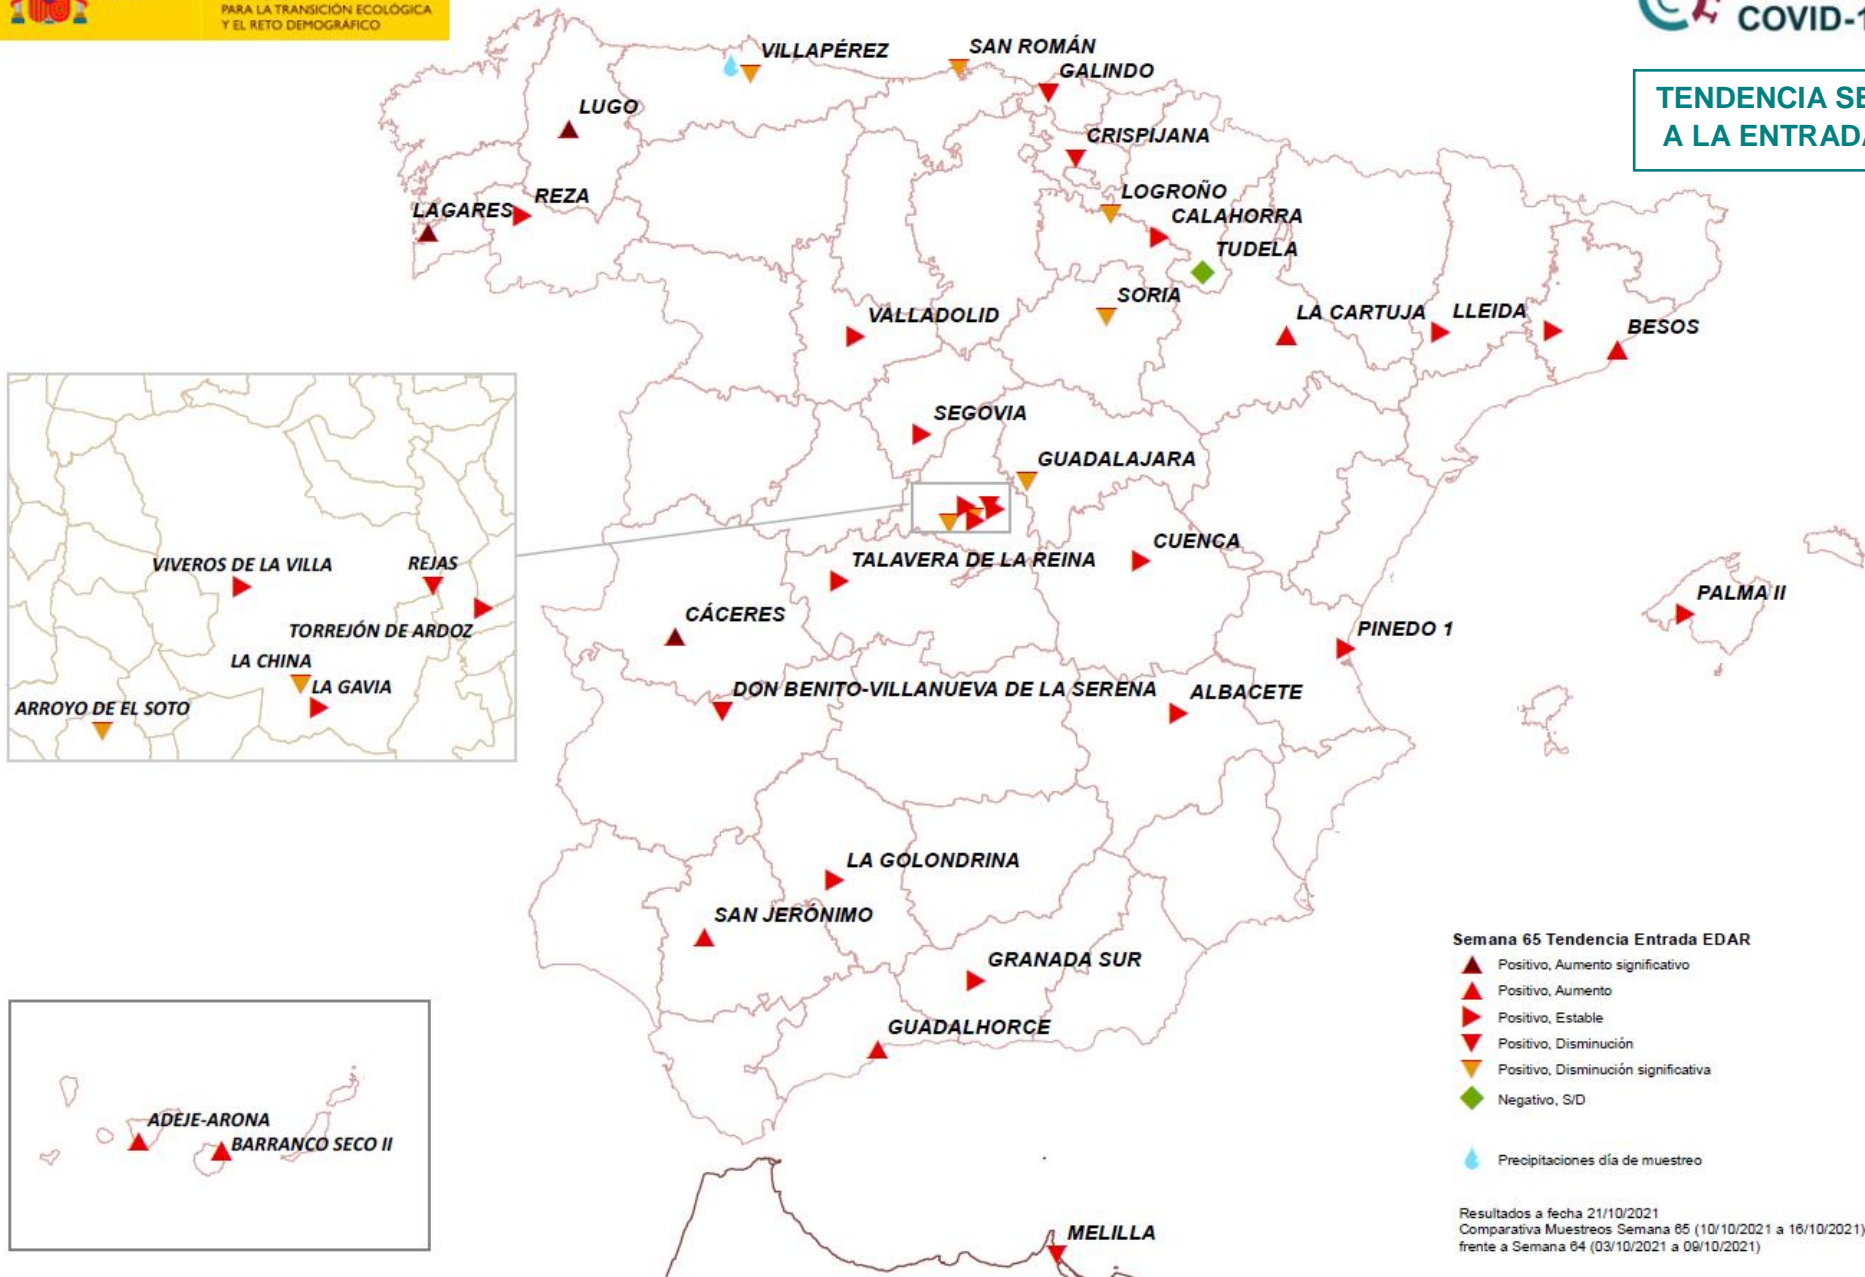 PARA LA TRANSICIÓN ECOLÓGICA
Y EL RETO DEMOGRÁFICO
COVID-1
TENDENCIA SE
A LA ENTRADA
VILLAPÉREZ
SAN ROMÁN
GALINDO
LUGO
CRISPIJANA
LAGARES
REZA
LOGROÑO
CALAHORRA
TUDELA
SORIA
VALLADOLID
LA CARTUJA
LLEIDA
BESOS
SEGOVIA
GUADALAJARA
TALAVERA DE LA REINA
CUENCA
CÁCERES
PALMA II
PINEDO 1
DON BENITO-VILLANUEVA DE LA SERENA
ALBACETE
VIVEROS DE LA VILLA
REJAS
TORREJÓN DE ARDOZ
LA CHINA
LA GAVIA
ARROYO DE EL SOTO
LA GOLONDRINA
SAN JERÓNIMO
GRANADA SUR
GUADALHORCE
ADEJE-ARONA
BARRANCO SECO II
MELILLA
Semana 65 Tendencia Entrada EDAR
Positivo, Aumento significativo
Positivo, Aumento
Positivo, Estable
Positivo, Disminución
Positivo, Disminución significativa
Negativo, S/D
Precipitaciones día de muestreo
Resultados a fecha 21/10/2021
Comparativa Muestreos Semana 65 (10/10/2021 a 16/10/2021)
frente a Semana 64 (03/10/2021 a 09/10/2021)